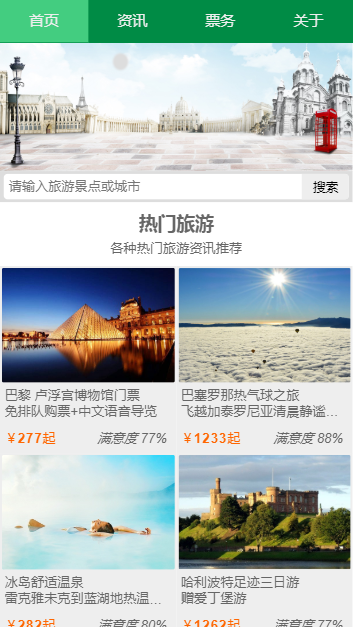 首页 资讯 票务 关于
请输入旅游景点或城市 搜索
热门旅游
各种热门旅游资讯推荐
巴黎 卢浮宫博物馆门票
免排队购票+中文语音导览
￥277起 满意度 77%
巴塞罗那热气球之旅
飞越加泰罗尼亚清晨静谧...
￥1233起 满意度 88%
冰岛舒适温泉
雷克雅未克到蓝湖地热温...
￥282起 满意度 80%
哈利波特足迹三日游
赠爱丁堡游
￥1262起 满意度 77%